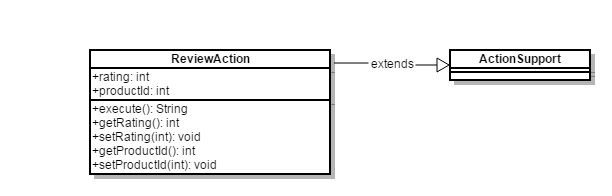 ReviewAction
+rating: int
+productId: int
+execute(): String
+getRating(): int
+setRating(int): void
+getProductId(): int
+setProductId(int): void
extends
ActionSupport